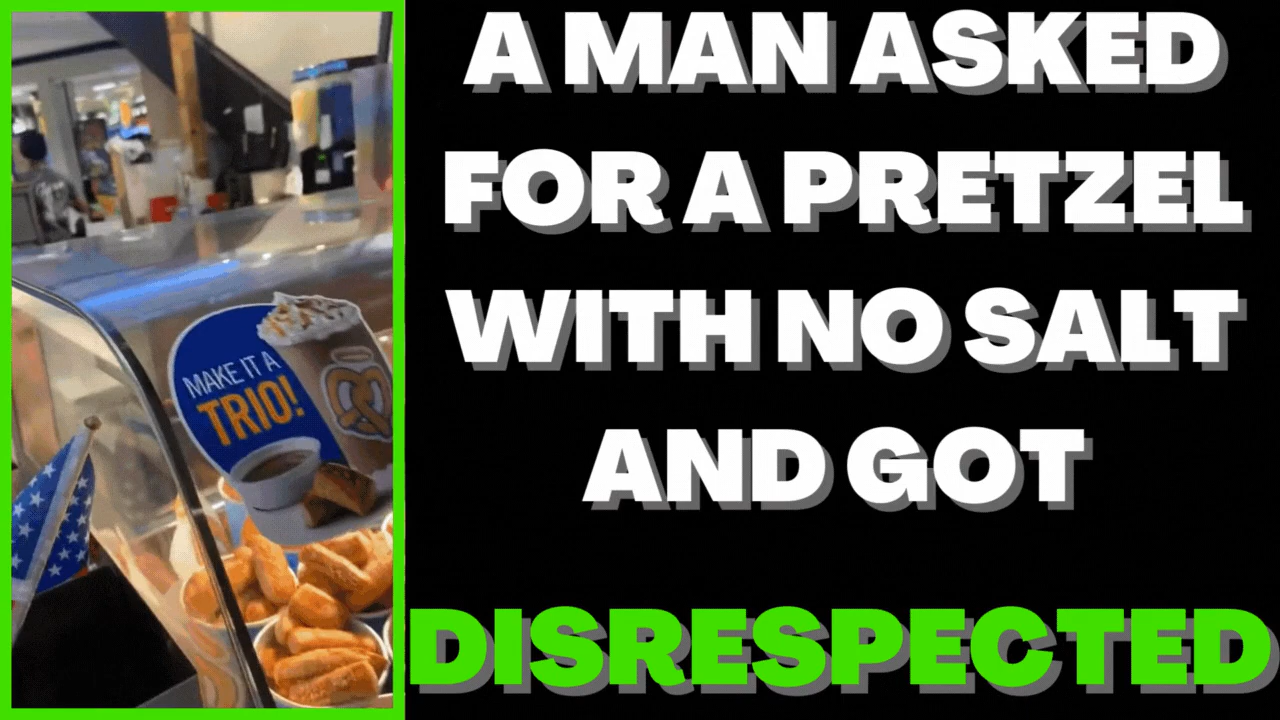 A MAN ASKED
FOR A PRETZEL
WITH NO SALT
AND GOT
DISRESPECTED
MAKE IT A
TRIO!